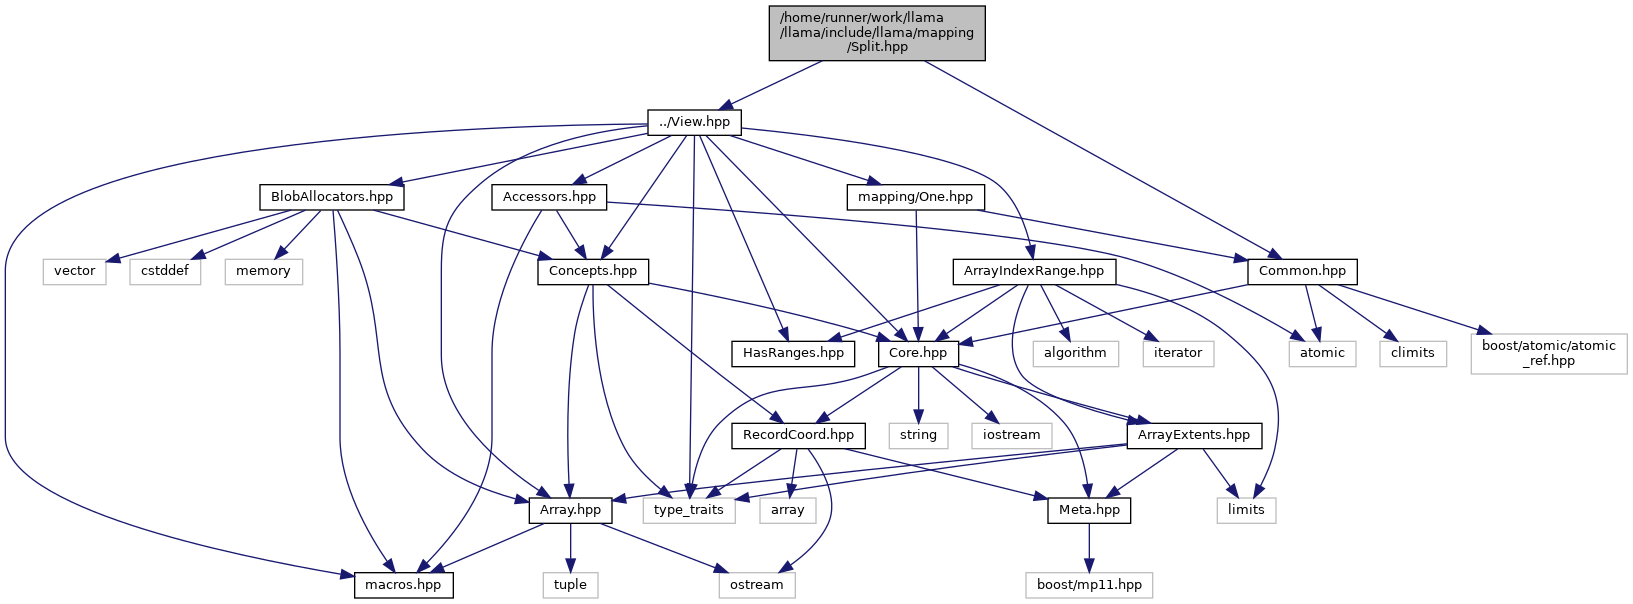 /home/runner/work/llama
/llama/include/llama/mapping
/Split.hpp
../View.hpp
BlobAllocators.hpp
Accessors.hpp
mapping/One.hpp
vector
cstddef
memory
Concepts.hpp
ArrayIndexRange.hpp
Common.hpp
HasRanges.hpp
Core.hpp
algorithm
iterator
atomic
climits
boost/atomic/atomic
_ref.hpp
RecordCoord.hpp
string
iostream
ArrayExtents.hpp
Array.hpp
type_traits
array
Meta.hpp
limits
macros.hpp
tuple
ostream
boost/mp11.hpp